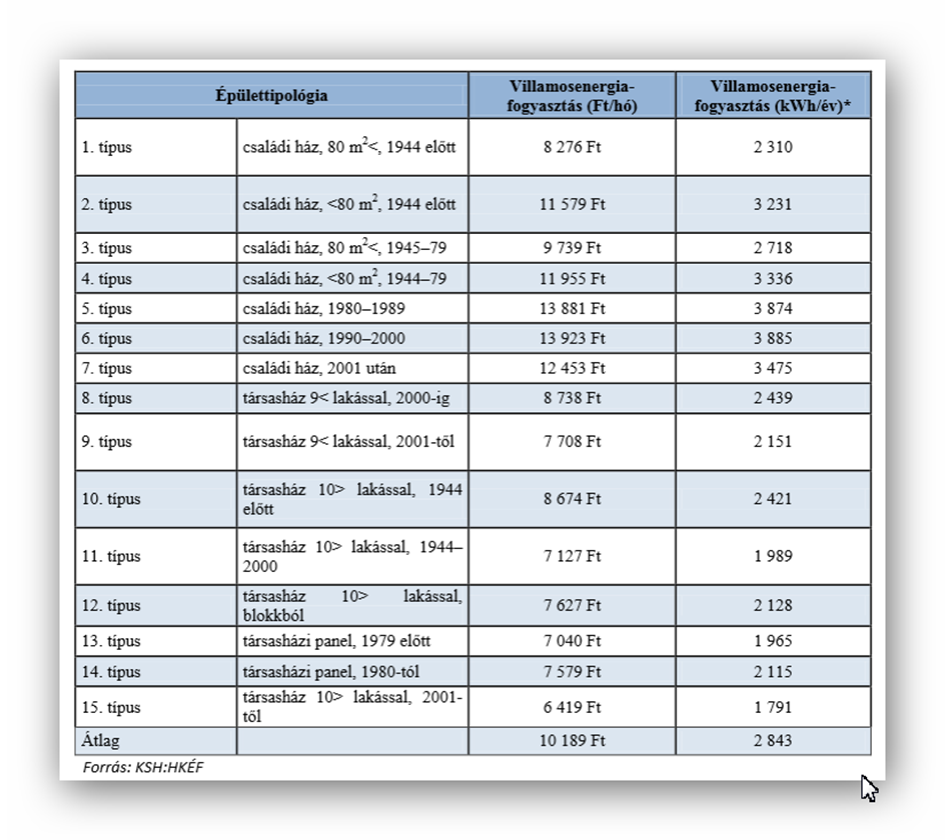 Épülettipológia
Villamosenergia-
fogyasztás (Ft/hó)
Villamosenergia-
fogyasztás (kWh/év)*
1. típus családi ház, 80 m²<, 1944 előtt 8 276 Ft 2 310
2. típus családi ház, <80 m², 1944 előtt 11 579 Ft 3 231
3. típus családi ház, 80 m²<, 1945–79 9 739 Ft 2 718
4. típus családi ház, <80 m², 1944–79 11 955 Ft 3 336
5. típus családi ház, 1980–1989 13 881 Ft 3 874
6. típus családi ház, 1990–2000 13 923 Ft 3 885
7. típus családi ház, 2001 után 12 453 Ft 3 475
8. típus társasház 9< lakással, 2000-ig 8 738 Ft 2 439
9. típus társasház 9< lakással, 2001-től 7 708 Ft 2 151
10. típus társasház 10> lakással, 1944
előtt 8 674 Ft 2 421
11. típus társasház 10> lakással, 1944–
2000 7 127 Ft 1 989
12. típus társasház 10> lakással,
blokkból 7 627 Ft 2 128
13. típus társasházi panel, 1979 előtt 7 040 Ft 1 965
14. típus társasházi panel, 1980-tól 7 579 Ft 2 115
15. típus társasház 10> lakással, 2001-
től 6 419 Ft 1 791
Átlag 10 189 Ft 2 843
Forrás: KSH:HKÉF